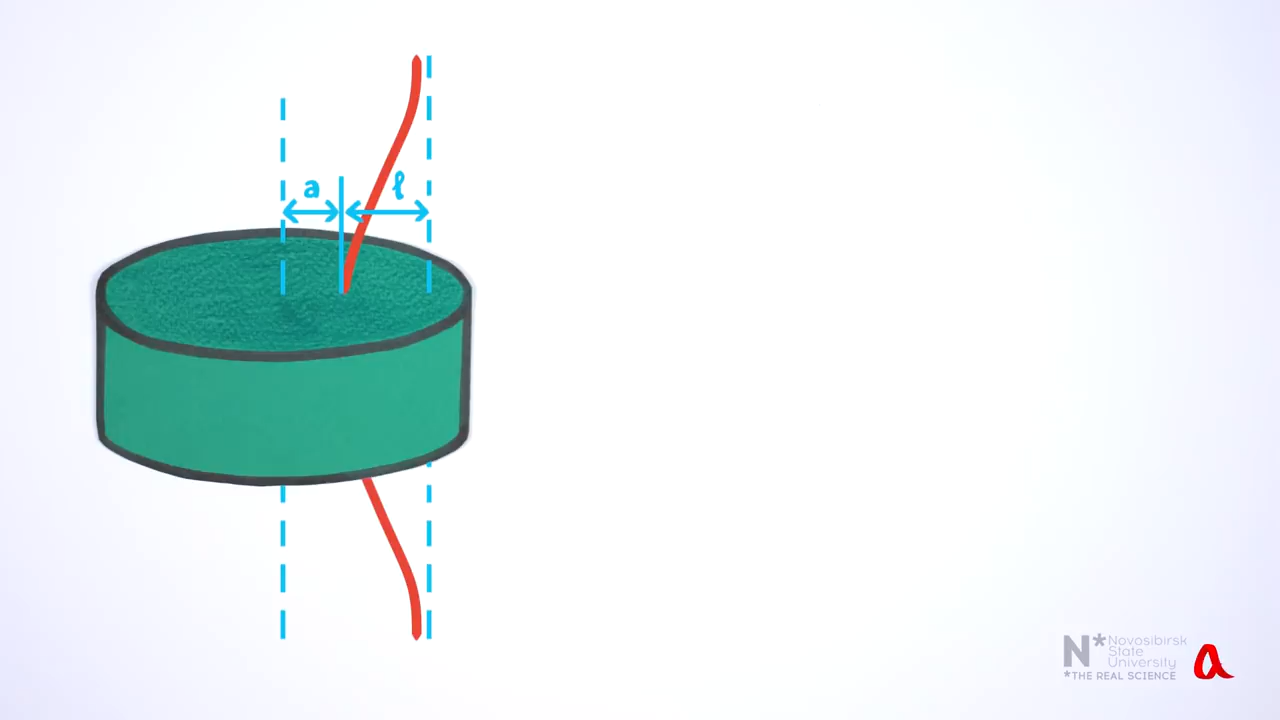 a
ℓ
N* Novosibirsk
State
University
*THE REAL SCIENCE
a